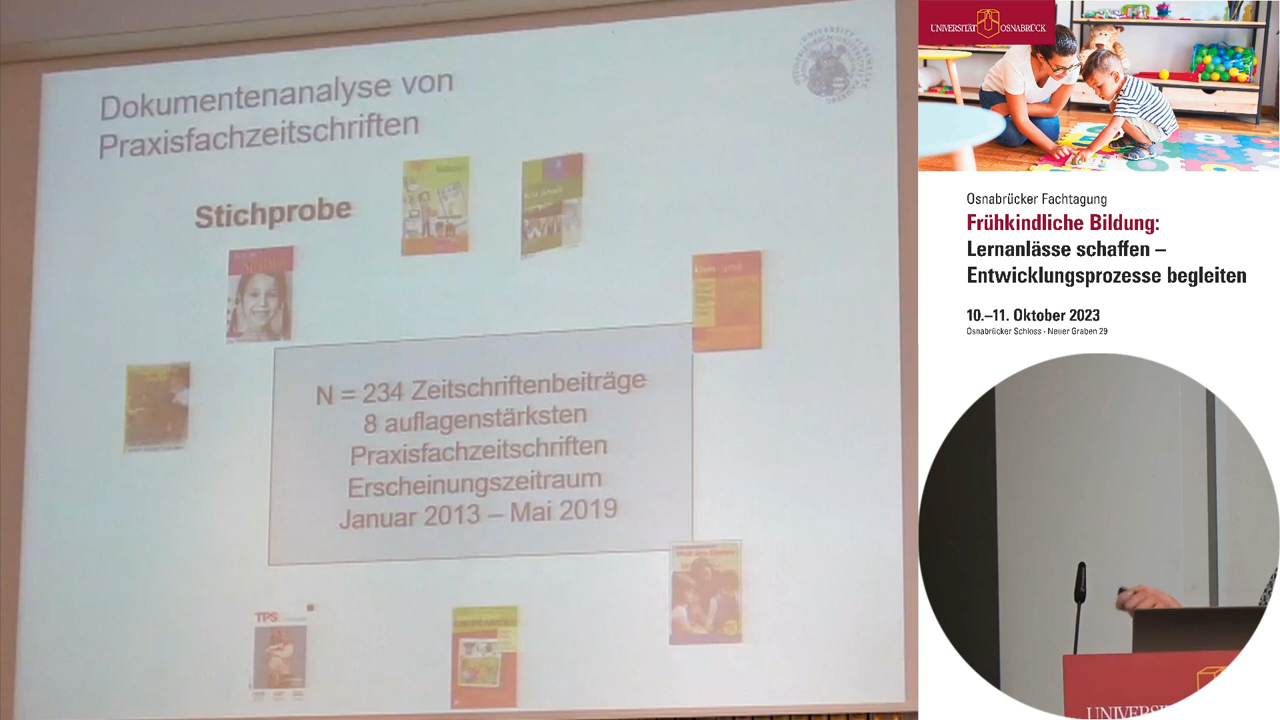 Dokumentenanalyse von
Praxisfachzeitschriften
Stichprobe
N = 234 Zeitschriftenbeiträge
8 auflagenstärksten
Praxisfachzeitschriften
Erscheinungszeitraum
Januar 2013 – Mai 2019
TPS
UNIVERSITÄT OSNABRÜCK
Osnabrücker Fachtagung
Frühkindliche Bildung:
Lernanlässe schaffen –
Entwicklungsprozesse begleiten
10.–11. Oktober 2023
Osnabrücker Schloss · Neuer Graben 29